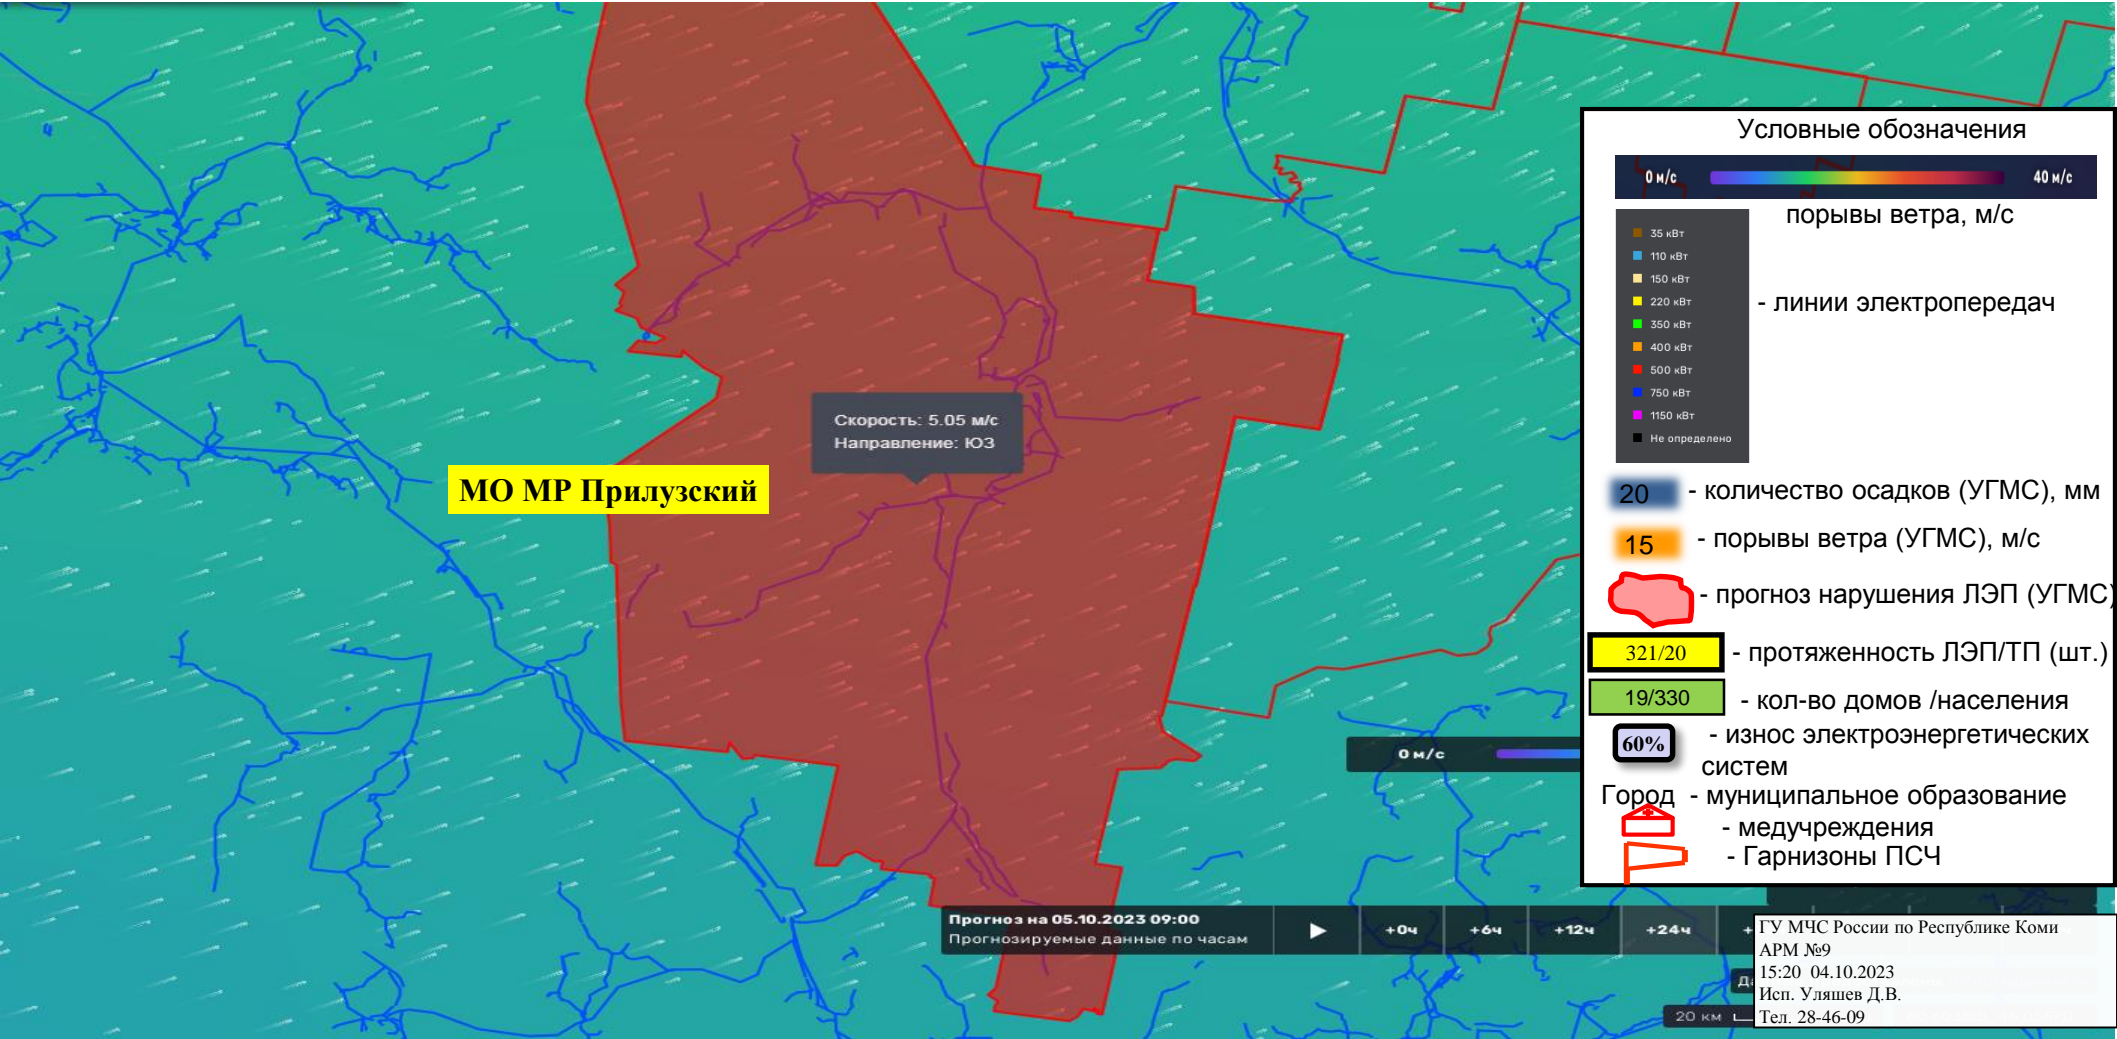 Условные обозначения
0 м/с
40 м/с
порывы ветра, м/с
35 кВт
110 кВт
150 кВт
220 кВт
350 кВт
400 кВт
500 кВт
750 кВт
1150 кВт
Не определено
- линии электропередач
20 - количество осадков (УГМС), мм
15 - порывы ветра (УГМС), м/с
- прогноз нарушения ЛЭП (УГМС)
321/20 - протяженность ЛЭП/ТП (шт.)
19/330 - кол-во домов /населения
60% - износ электроэнергетических
систем
Город - муниципальное образование
- медучреждения
- Гарнизоны ПСЧ
Скорость: 5.05 м/с
Направление: ЮЗ
МО МР Прилузский
0 м/с
Прогноз на 05.10.2023 09:00
Прогнозируемые данные по часам
+0ч
+6ч
+12ч
+24ч
ГУ МЧС России по Республике Коми
АРМ №9
15:20 04.10.2023
Исп. Уляшев Д.В.
Тел. 28-46-09
20 км